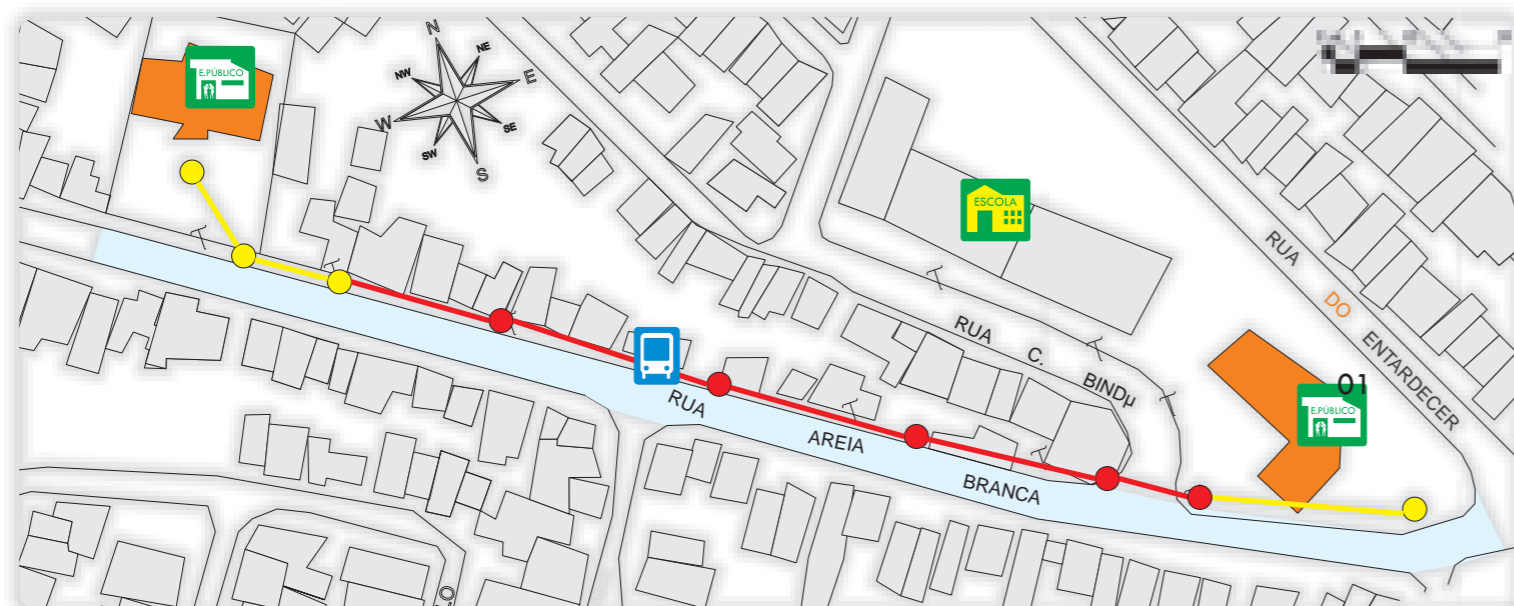 E.PÚBLICO
N
NE
E
SE
S
SW
W
NW
ESCOLA
RUA
DO
ENTARDECER
RUA
C.
BINDµ
01
E.PÚBLICO
RUA
AREIA
BRANCA